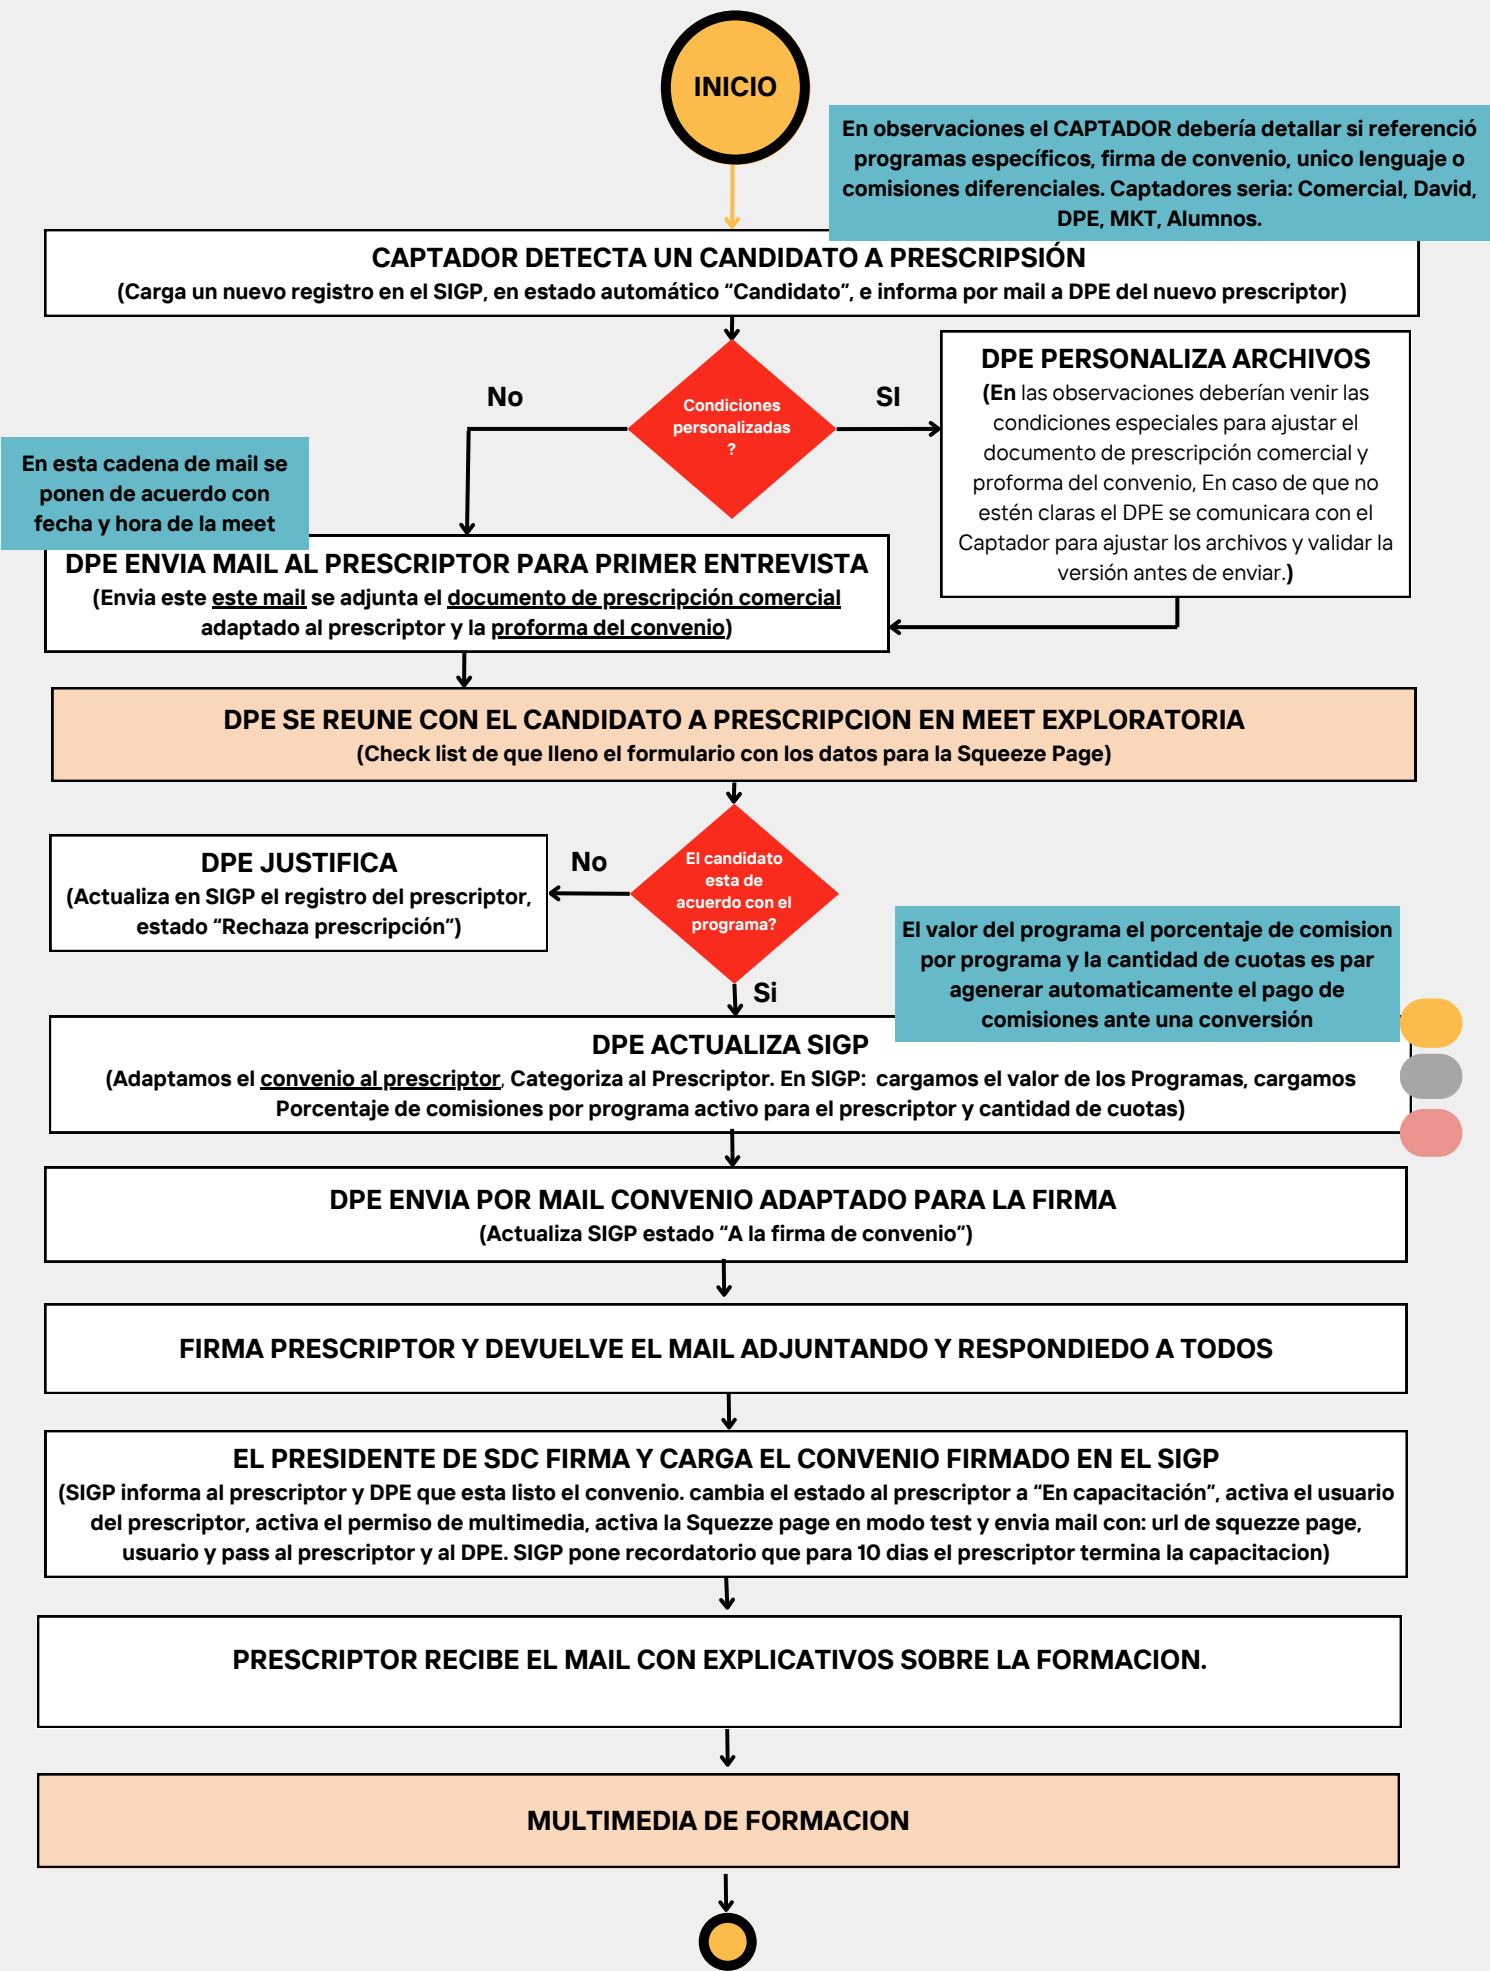 INICIO
En observaciones el CAPTADOR debería detallar si referenció
programas específicos, firma de convenio, unico lenguaje o
comisiones diferenciales. Captadores seria: Comercial, David,
DPE, MKT, Alumnos.
CAPTADOR DETECTA UN CANDIDATO A PRESCRIPSIÓN
(Carga un nuevo registro en el SIGP, en estado automático “Candidato”, e informa por mail a DPE del nuevo prescriptor)
Condiciones
personalizadas
?
No
SI
DPE PERSONALIZA ARCHIVOS
(En las observaciones deberían venir las
condiciones especiales para ajustar el
documento de prescripción comercial y
proforma del convenio, En caso de que no
estén claras el DPE se comunicara con el
Captador para ajustar los archivos y validar la
versión antes de enviar.)
En esta cadena de mail se
ponen de acuerdo con
fecha y hora de la meet
DPE ENVIA MAIL AL PRESCRIPTOR PARA PRIMER ENTREVISTA
(Envia este este mail se adjunta el documento de prescripción comercial
adaptado al prescriptor y la proforma del convenio)
DPE SE REUNE CON EL CANDIDATO A PRESCRIPCION EN MEET EXPLORATORIA
(Check list de que lleno el formulario con los datos para la Squeeze Page)
El candidato
esta de
acuerdo con el
programa?
No
DPE JUSTIFICA
(Actualiza en SIGP el registro del prescriptor,
estado “Rechaza prescripción”)
Si
El valor del programa el porcentaje de comision
por programa y la cantidad de cuotas es par
agenerar automaticamente el pago de
comisiones ante una conversión
DPE ACTUALIZA SIGP
(Adaptamos el convenio al prescriptor, Categoriza al Prescriptor. En SIGP: cargamos el valor de los Programas, cargamos
Porcentaje de comisiones por programa activo para el prescriptor y cantidad de cuotas)
DPE ENVIA POR MAIL CONVENIO ADAPTADO PARA LA FIRMA
(Actualiza SIGP estado “A la firma de convenio”)
FIRMA PRESCRIPTOR Y DEVUELVE EL MAIL ADJUNTANDO Y RESPONDIEDO A TODOS
EL PRESIDENTE DE SDC FIRMA Y CARGA EL CONVENIO FIRMADO EN EL SIGP
(SIGP informa al prescriptor y DPE que esta listo el convenio. cambia el estado al prescriptor a “En capacitación”, activa el usuario
del prescriptor, activa el permiso de multimedia, activa la Squezze page en modo test y envia mail con: url de squezze page,
usuario y pass al prescriptor y al DPE. SIGP pone recordatorio que para 10 dias el prescriptor termina la capacitacion)
PRESCRIPTOR RECIBE EL MAIL CON EXPLICATIVOS SOBRE LA FORMACION.
MULTIMEDIA DE FORMACION